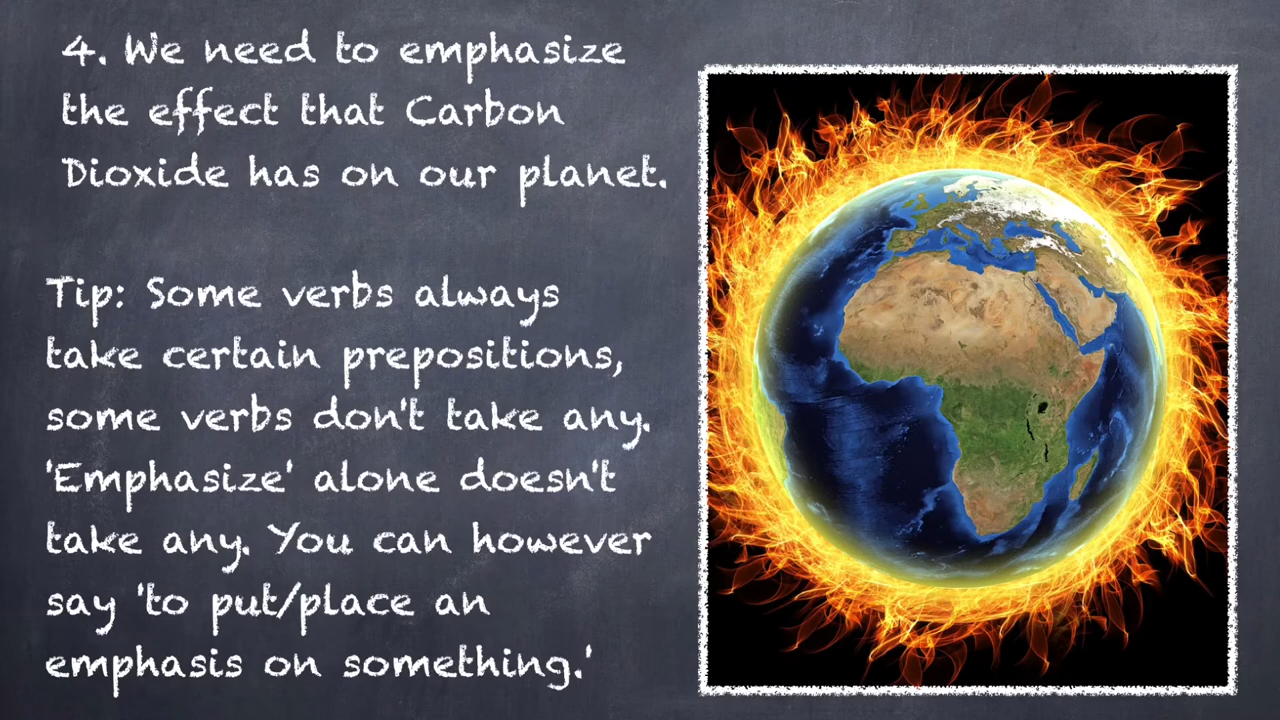 4. We need to emphasize
the effect that Carbon
Dioxide has on our planet.
Tip: Some verbs always
take certain prepositions,
some verbs don't take any.
'Emphasize' alone doesn't
take any. You can however
say 'to put/place an
emphasis on something.'